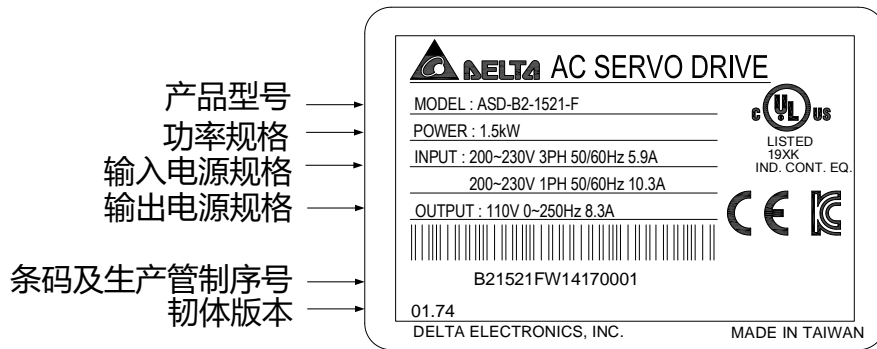 产品型号
功率规格
输入电源规格
输出电源规格
条码及生产管制序号
韧体版本
DELTA AC SERVO DRIVE
MODEL : ASD-B2-1521-F
POWER : 1.5kW
INPUT : 200~230V 3PH 50/60Hz 5.9A
200~230V 1PH 50/60Hz 10.3A
OUTPUT : 110V 0~250Hz 8.3A
B21521FW14170001
01.74
DELTA ELECTRONICS, INC.
MADE IN TAIWAN
c UL US
LISTED
19XK
IND. CONT. EQ.
CE